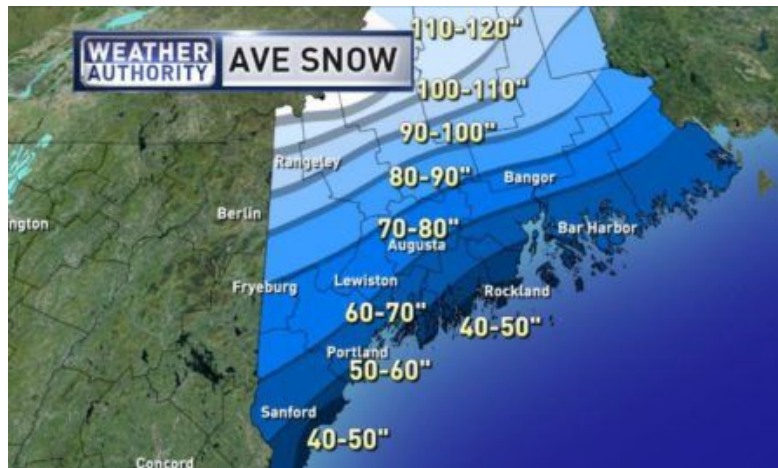 110-120"
WEATHER
AUTHORITY
AVE SNOW
100-110"
90-100"
Rangeley
80-90"
Bangor
Berlin
ngton
70-80"
Bar Harbor
Augusta
Lewiston
Fryeburg
Rockland
60-70"
40-50"
Portland
50-60"
Sanford
40-50"
Concord